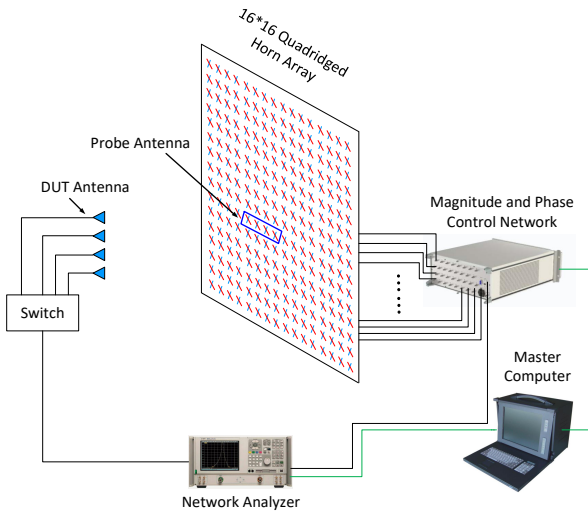 16*16 Quadridged
Horn Array
Probe Antenna
DUT Antenna
Magnitude and Phase
Control Network
Switch
Master
Computer
Network Analyzer